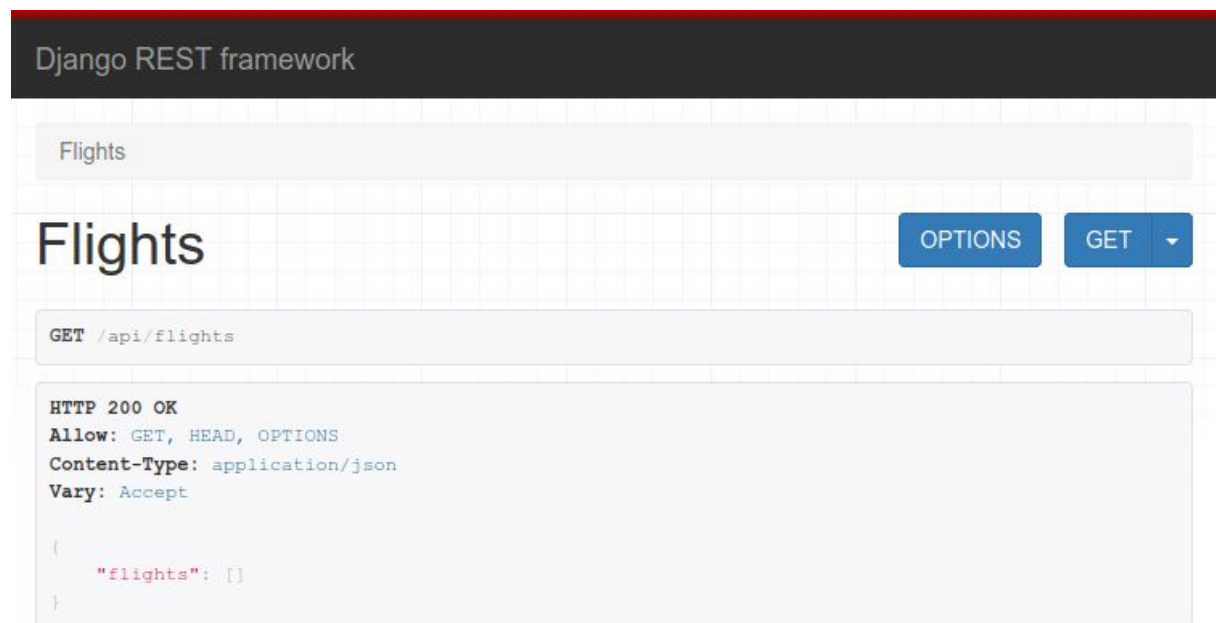 Django REST framework
Flights
Flights
OPTIONS GET
GET /api/flights
HTTP 200 OK
Allow: GET, HEAD, OPTIONS
Content-Type: application/json
Vary: Accept
{
    "flights": []
}